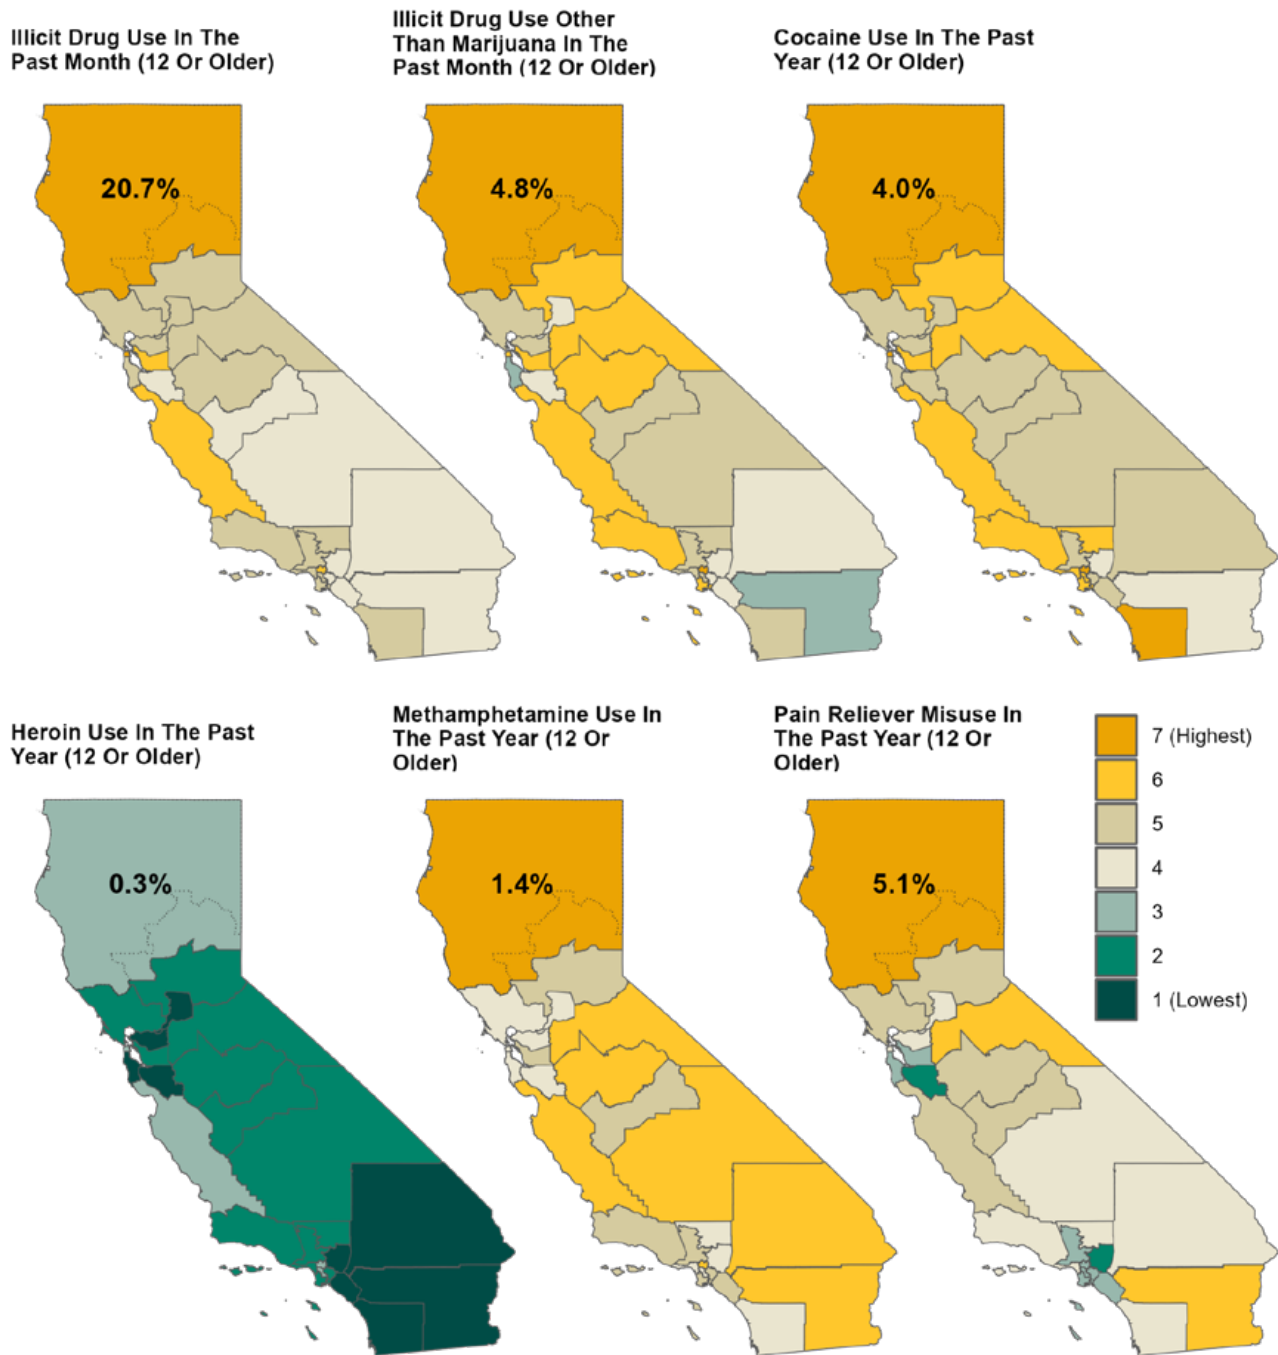 Illicit Drug Use In The
Past Month (12 Or Older)
Illicit Drug Use Other
Than Marijuana In The
Past Month (12 Or Older)
Cocaine Use In The Past
Year (12 Or Older)
20.7%
4.8%
4.0%
Heroin Use In The Past
Year (12 Or Older)
Methamphetamine Use In
The Past Year (12 Or
Older)
Pain Reliever Misuse In
The Past Year (12 Or
Older)
0.3%
1.4%
5.1%
7 (Highest)
6
5
4
3
2
1 (Lowest)